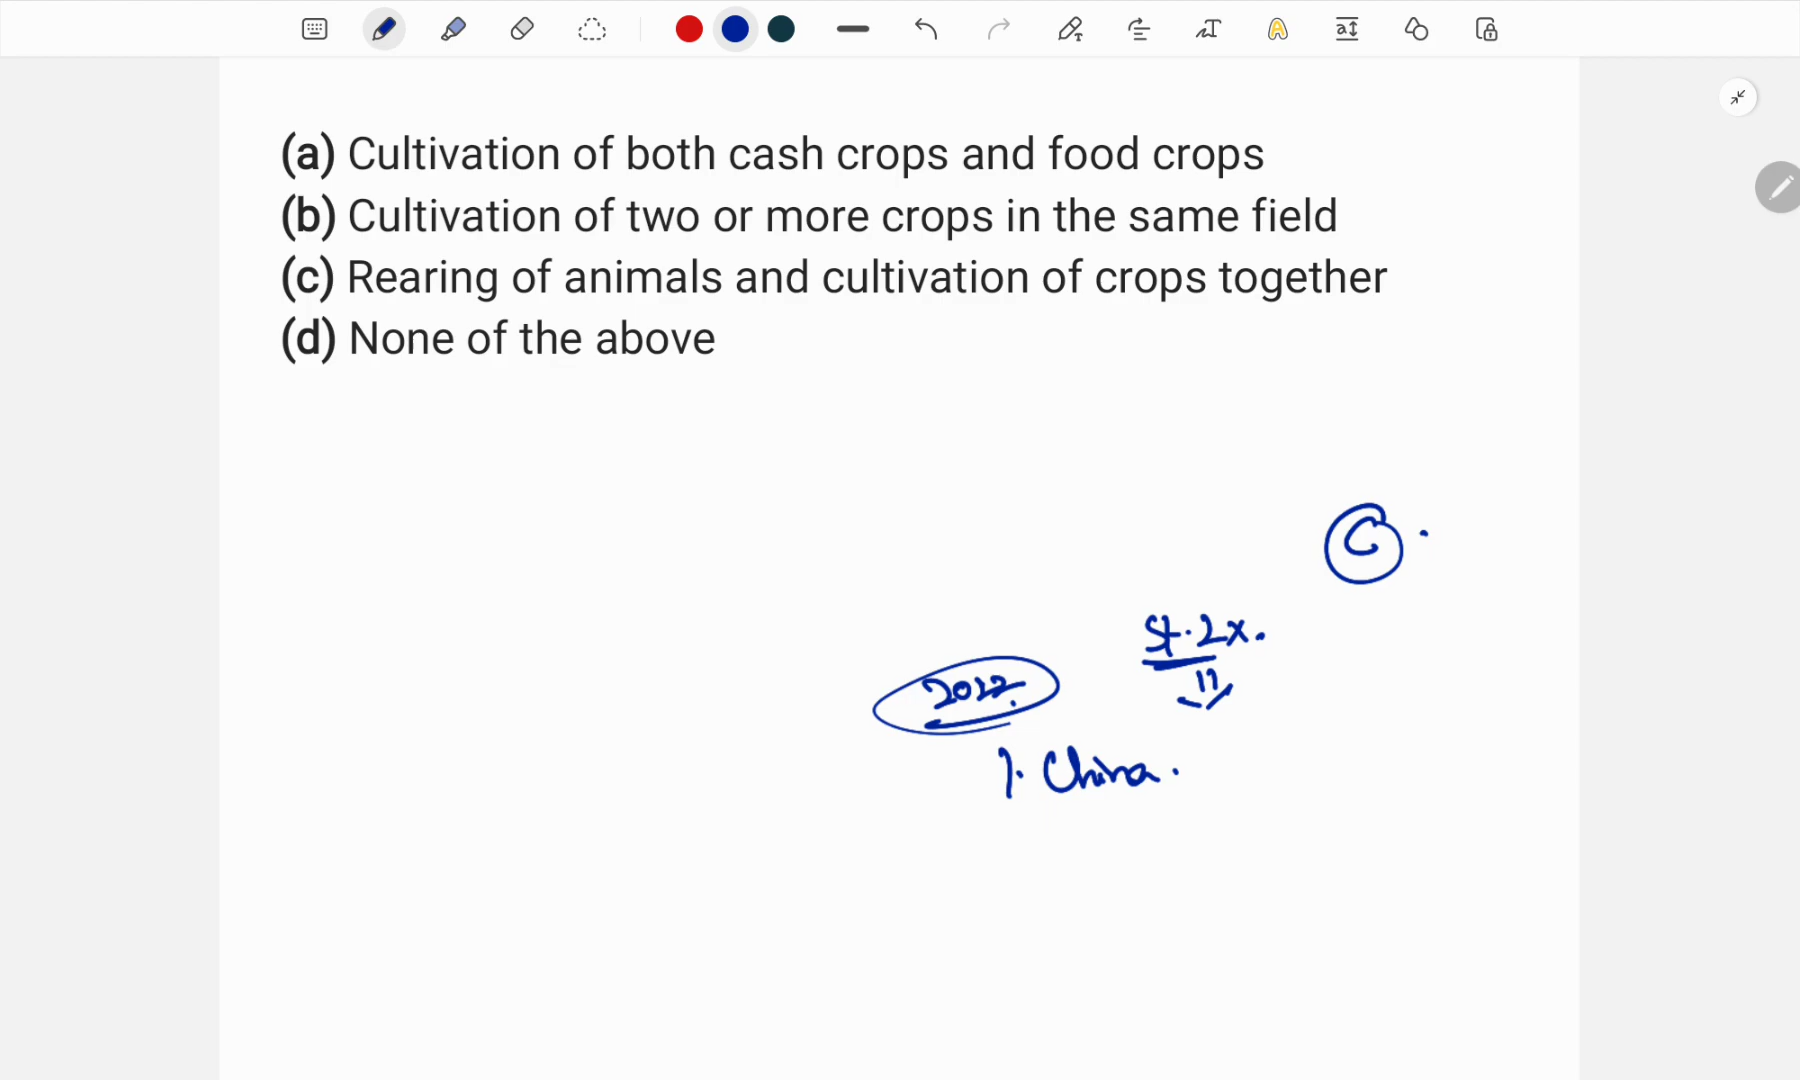 (a) Cultivation of both cash crops and food crops
(b) Cultivation of two or more crops in the same field
(c) Rearing of animals and cultivation of crops together
(d) None of the above
C.
St. 2x.
11
2022.
1. China.